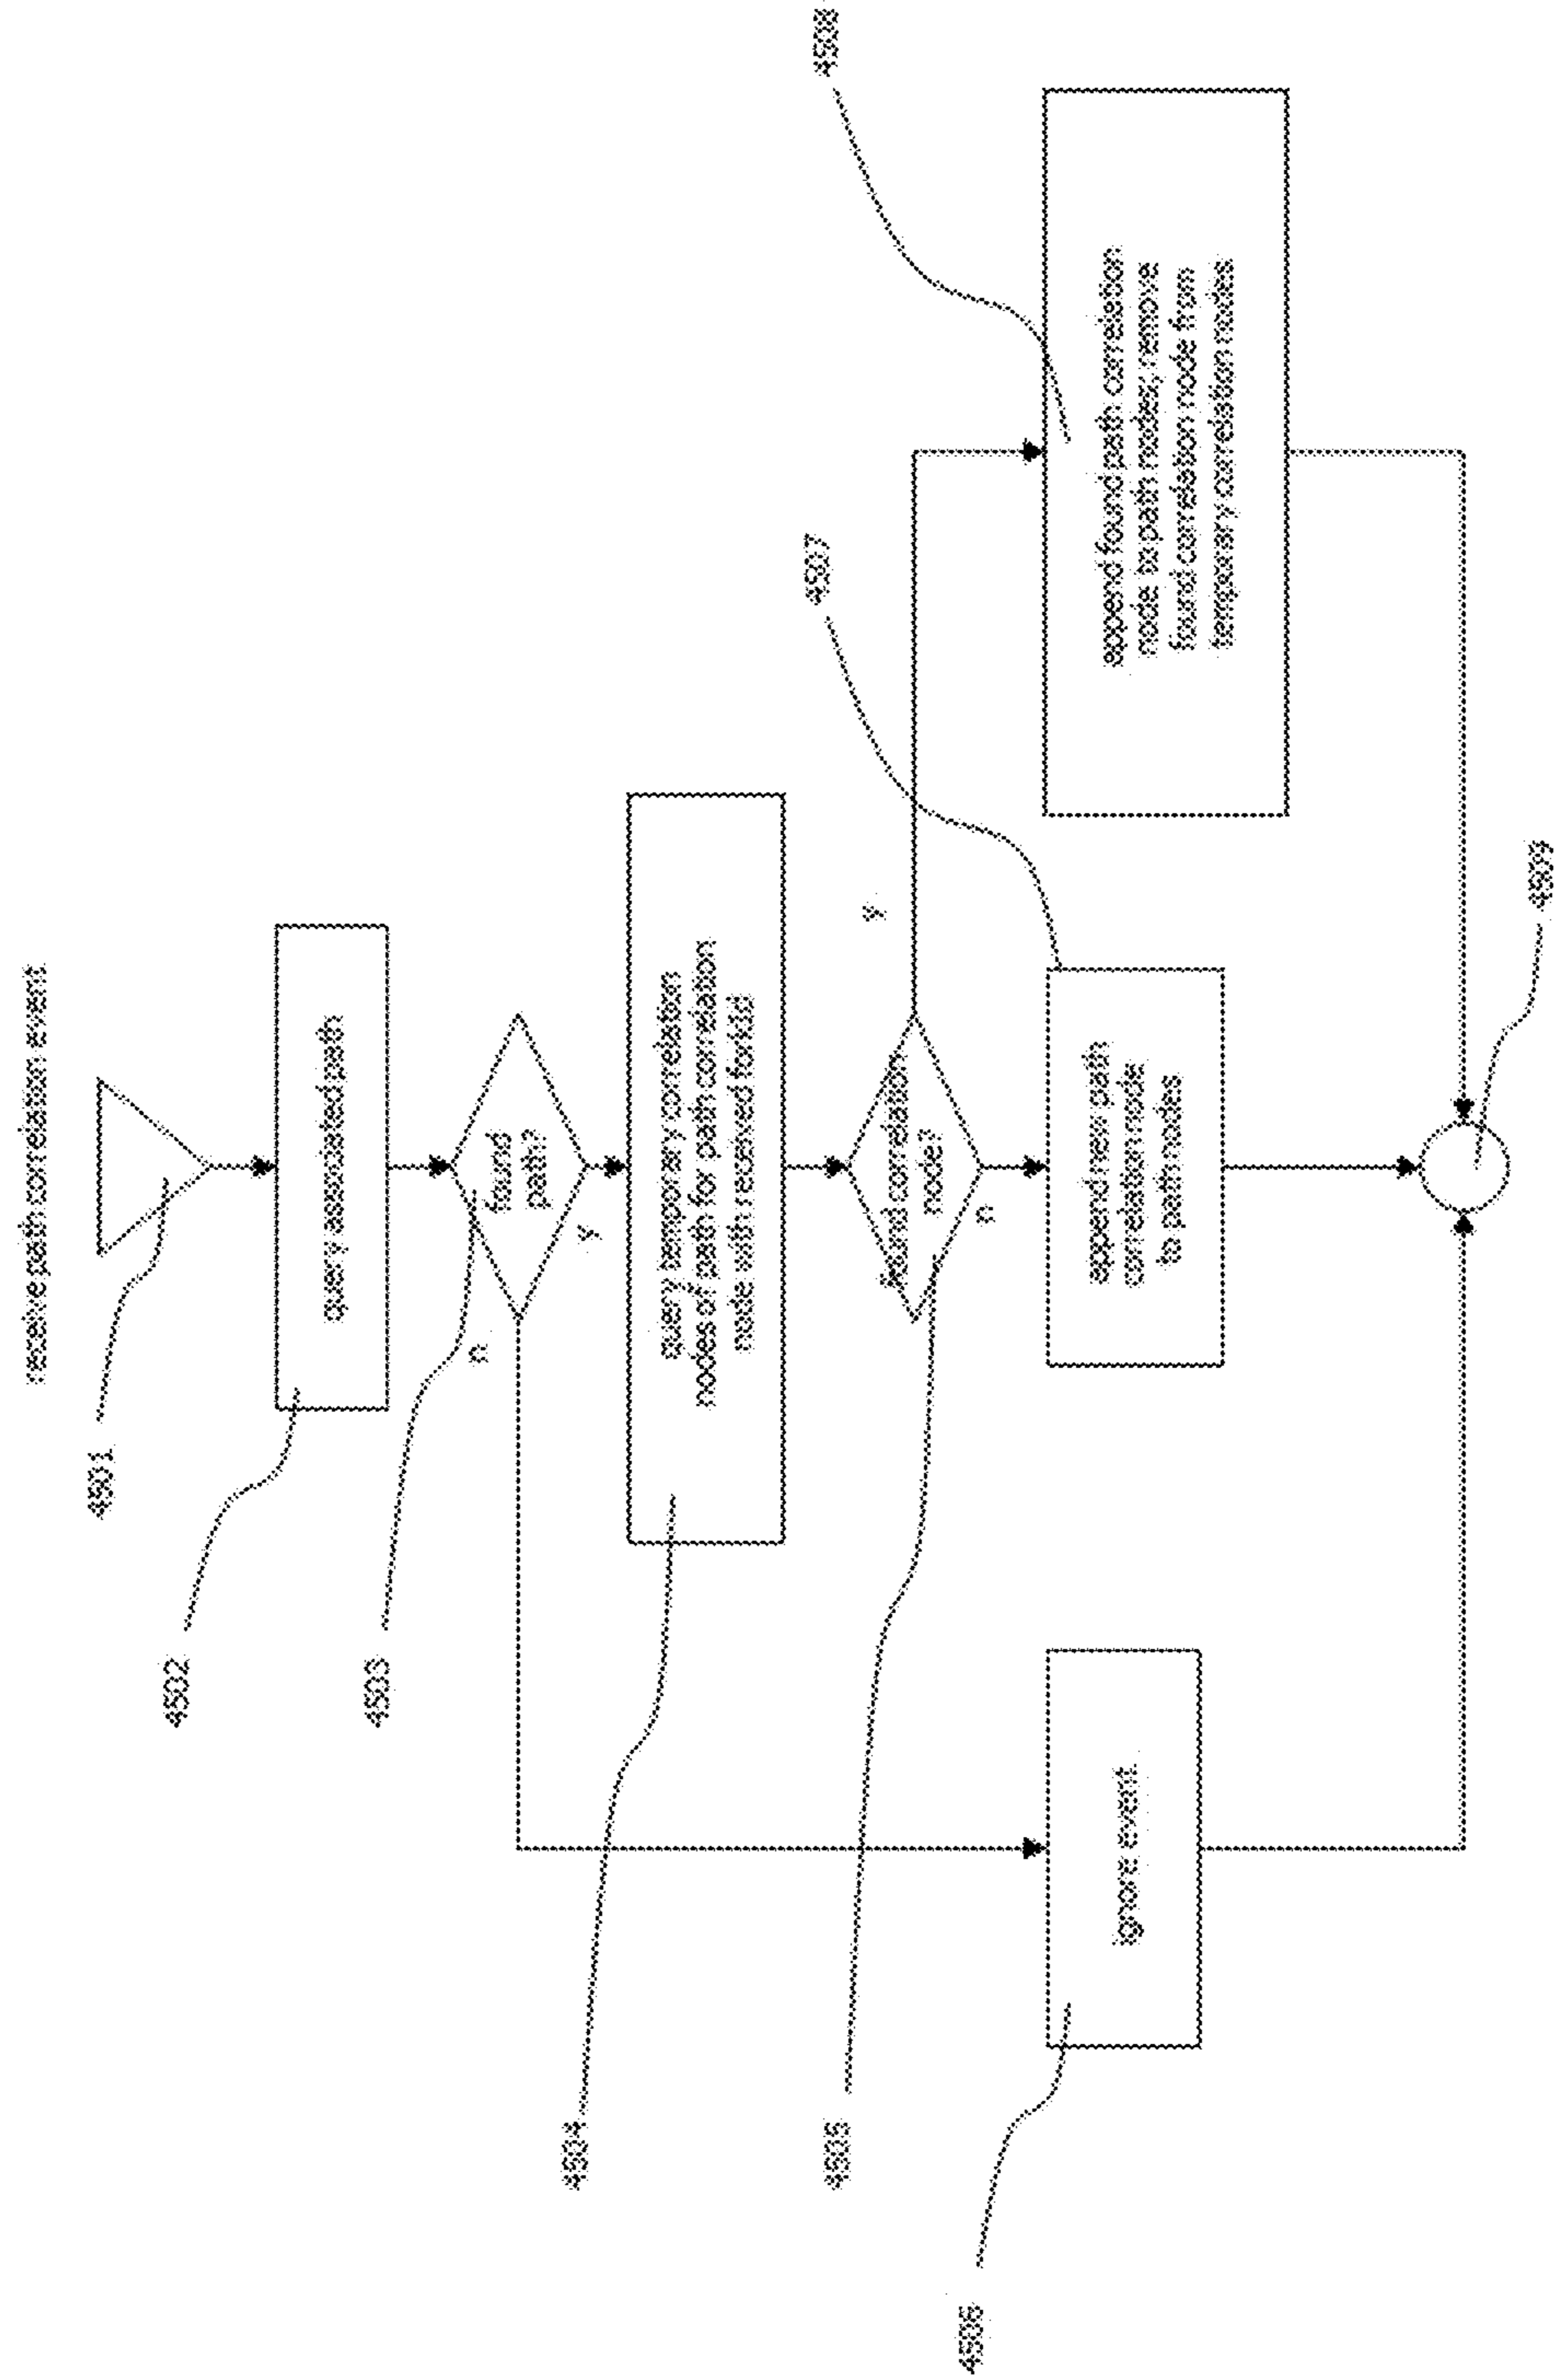 receive path correlation event
4501
query associated path
4502
found
path?
4503
n
y
query temporary correlation
nodes of path for path correlation
node with received forkId
4504
found correlation
node?
4505
y
n
ignore event
4506
append new path
correlation node
to path nodes
4507
append found path correlation
node to path nodes; remove
found correlation node from
temporary correlation nodes
4508
4509